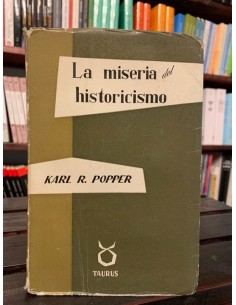 La miseria del
historicismo
KARL R. POPPER
TAURUS